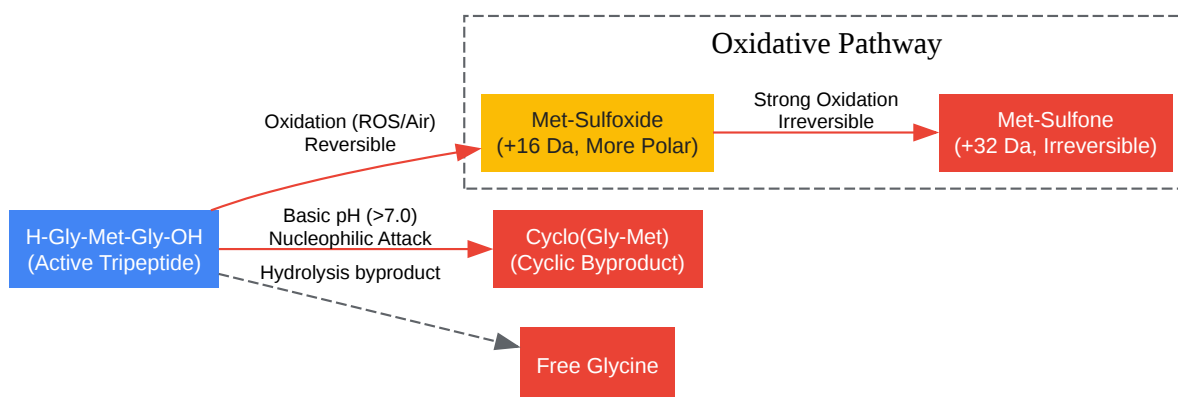 Oxidative Pathway
Oxidation (ROS/Air)
Reversible
Met-Sulfoxide
(+16 Da, More Polar)
Strong Oxidation
Irreversible
Met-Sulfone
(+32 Da, Irreversible)
H-Gly-Met-Gly-OH
(Active Tripeptide)
Basic pH (>7.0)
Nucleophilic Attack
Cyclo(Gly-Met)
(Cyclic Byproduct)
Hydrolysis byproduct
Free Glycine